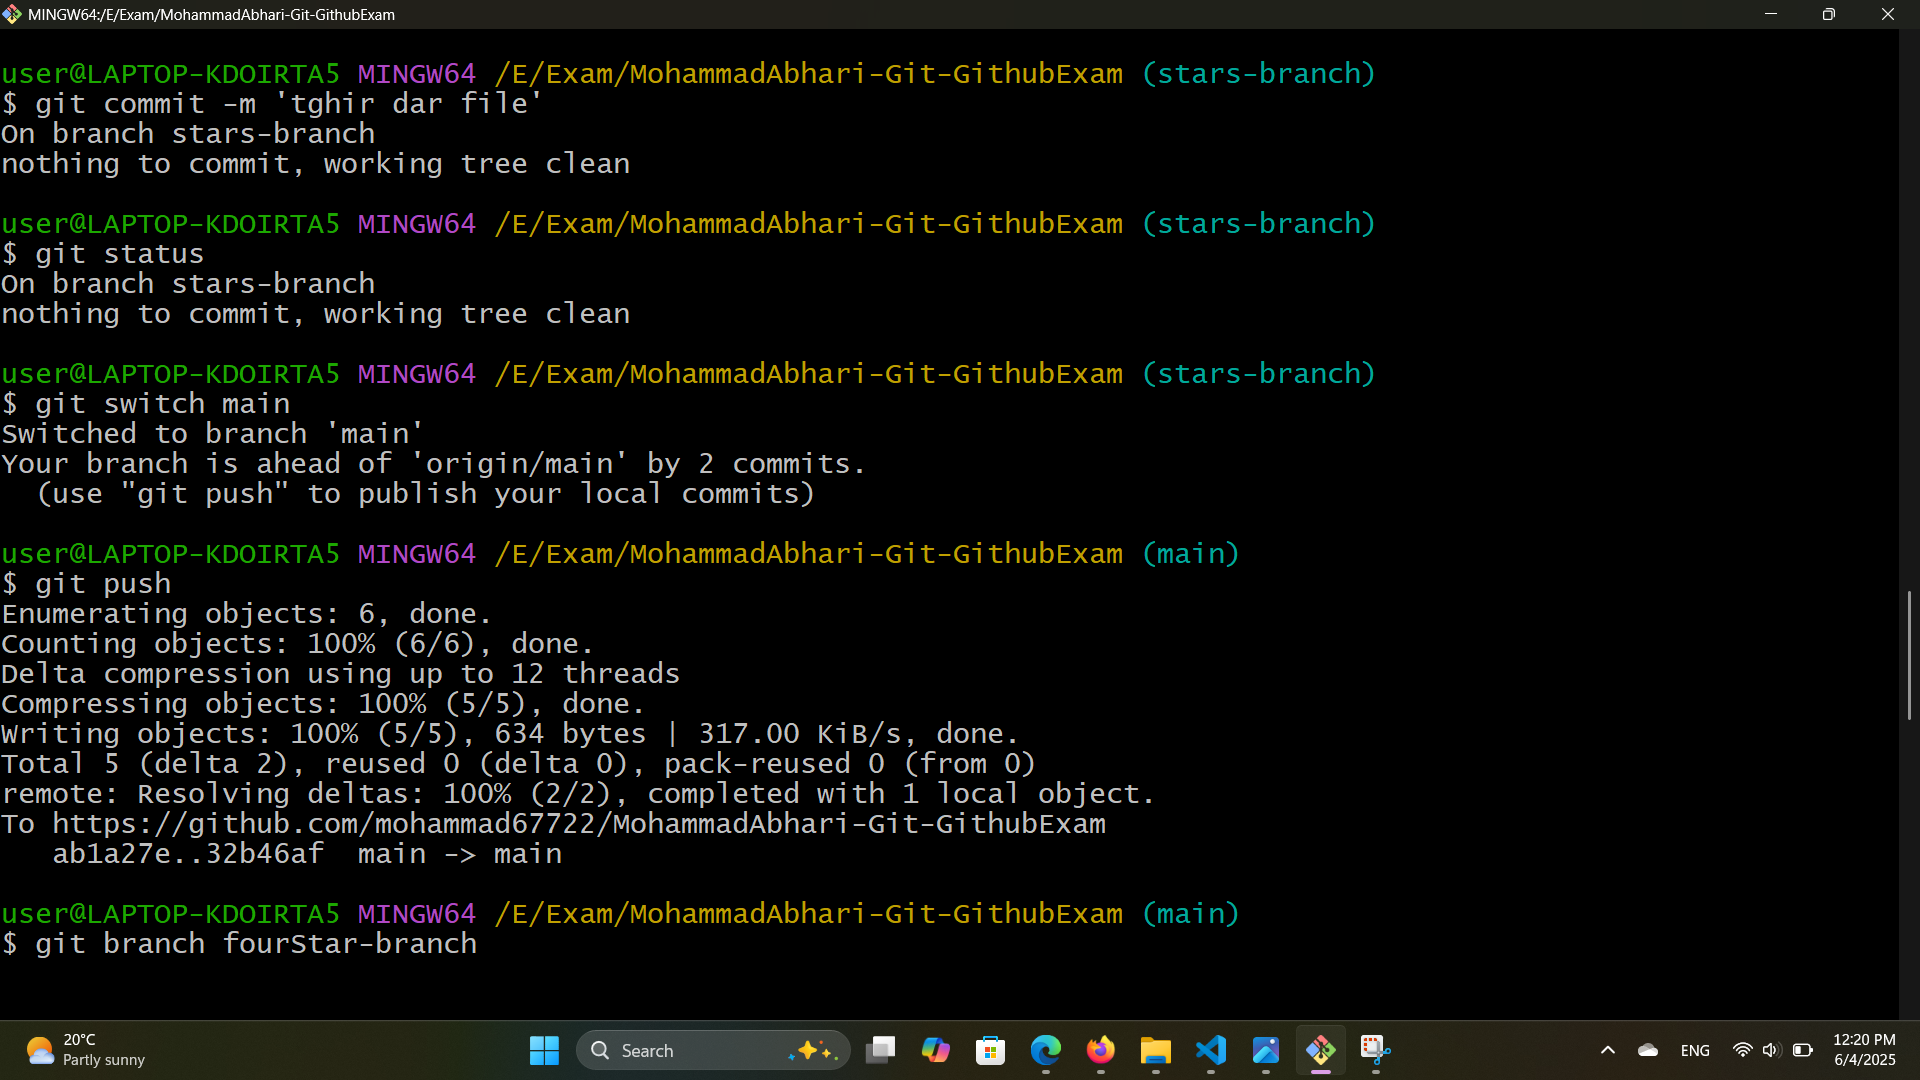 MINGW64:/E/Exam/MohammadAbhari-Git-GithubExam
user@LAPTOP-KDOIRTA5 MINGW64 /E/Exam/MohammadAbhari-Git-GithubExam (stars-branch)
$ git commit -m 'tghir dar file'
On branch stars-branch
nothing to commit, working tree clean
user@LAPTOP-KDOIRTA5 MINGW64 /E/Exam/MohammadAbhari-Git-GithubExam (stars-branch)
$ git status
On branch stars-branch
nothing to commit, working tree clean
user@LAPTOP-KDOIRTA5 MINGW64 /E/Exam/MohammadAbhari-Git-GithubExam (stars-branch)
$ git switch main
Switched to branch 'main'
Your branch is ahead of 'origin/main' by 2 commits.
  (use "git push" to publish your local commits)
user@LAPTOP-KDOIRTA5 MINGW64 /E/Exam/MohammadAbhari-Git-GithubExam (main)
$ git push
Enumerating objects: 6, done.
Counting objects: 100% (6/6), done.
Delta compression using up to 12 threads
Compressing objects: 100% (5/5), done.
Writing objects: 100% (5/5), 634 bytes | 317.00 KiB/s, done.
Total 5 (delta 2), reused 0 (delta 0), pack-reused 0 (from 0)
remote: Resolving deltas: 100% (2/2), completed with 1 local object.
To https://github.com/mohammad67722/MohammadAbhari-Git-GithubExam
   ab1a27e..32b46af  main -> main
user@LAPTOP-KDOIRTA5 MINGW64 /E/Exam/MohammadAbhari-Git-GithubExam (main)
$ git branch fourStar-branch
20°C
Partly sunny
Search
ENG
12:20 PM
6/4/2025